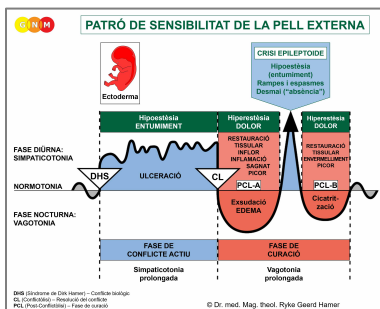 GNM
PATRÓ DE SENSIBILITAT DE LA PELL EXTERNA
CRISI EPILEPTOIDE
Hipoestèsia
(entumiment)
Rampes i espasmes
Desmai ("absència")
Ectoderma
Hipoestèsia
ENTUMIMENT
Hiperestèsia
DOLOR
Hiperestèsia
DOLOR
FASE DIÜRNA:
SIMPATICOTONIA
RESTAURACIÓ
TISSULAR
INFLOR
INFLAMACIÓ
SAGNAT
PICOR
RESTAURACIÓ
TISSULAR
ENVERMELLIMENT
PICOR
DHS
ULCERACIÓ
CL
PCL-A
PCL-B
NORMOTONIA
FASE NOCTURNA:
VAGOTONIA
Exsudació
EDEMA
Cicatrit-
zació
FASE DE
CONFLICTE ACTIU
FASE DE
CURACIÓ
Simpaticotonia
prolongada
Vagotonia
prolongada
DHS (Síndrome de Dirk Hamer) – Conflicte biològic
CL (Conflictòlisi) – Resolució del conflicte
PCL (Post-Conflictòlisi) – Fase de curació
© Dr. med. Mag. theol. Ryke Geerd Hamer